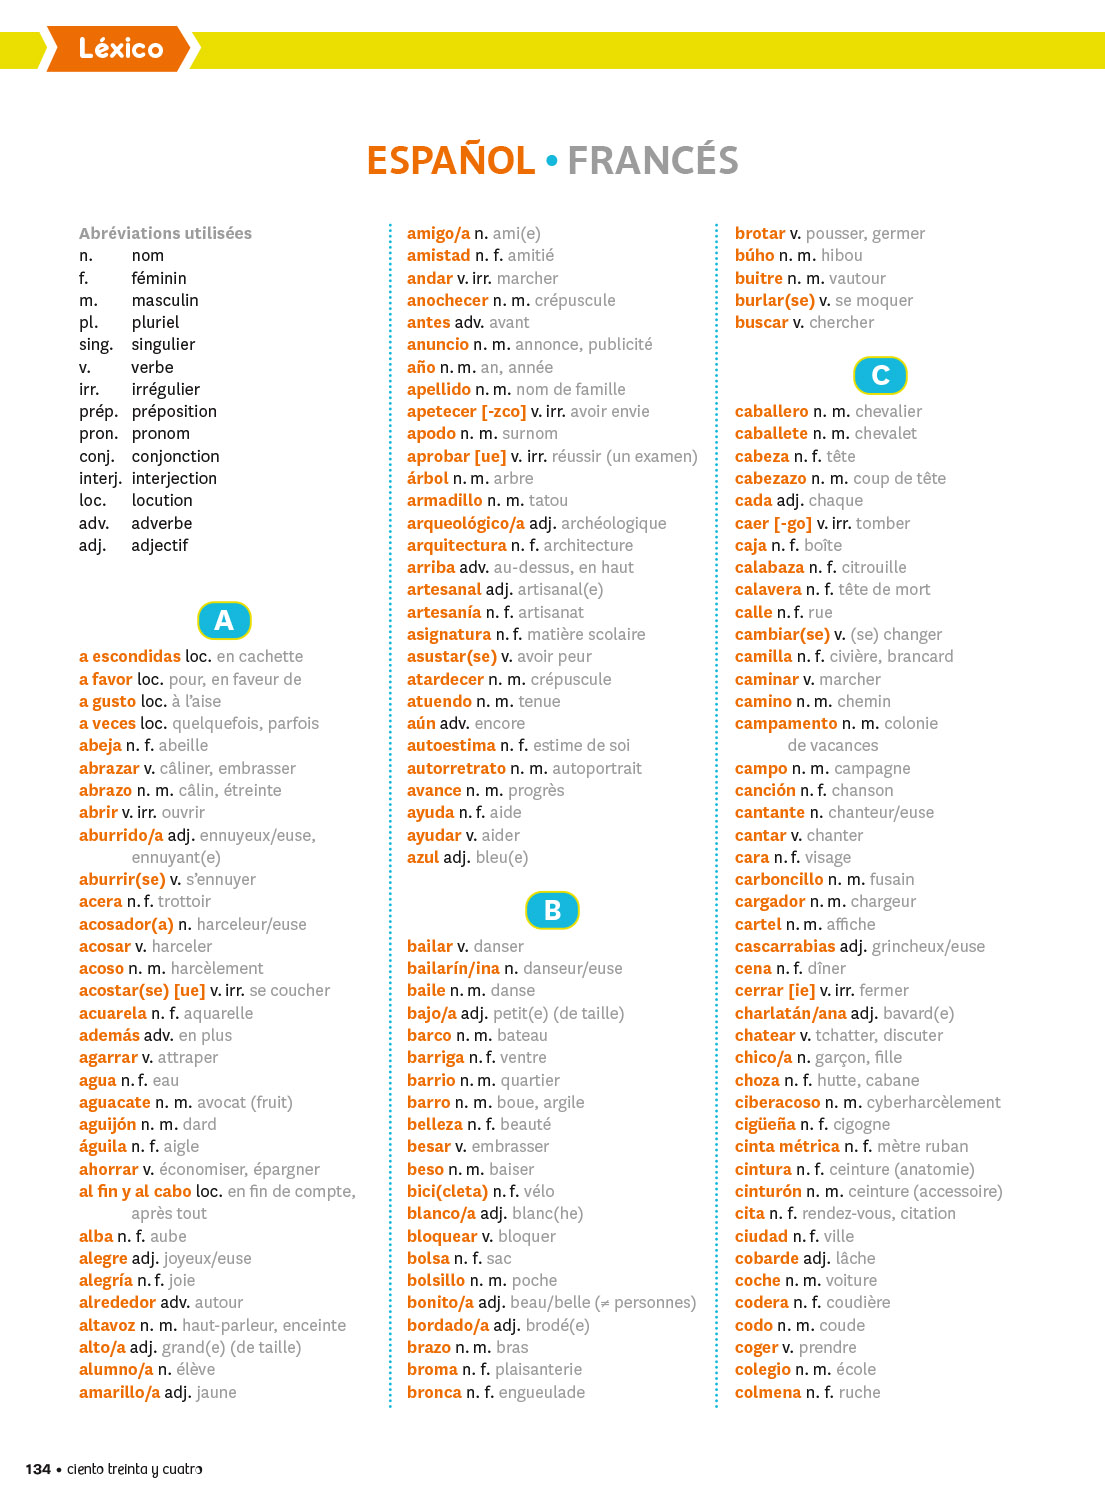 Léxico
ESPAÑOL • FRANCÉS
Abréviations utilisées
n. nom
f. féminin
m. masculin
pl. pluriel
sing. singulier
v. verbe
irr. irrégulier
prép. préposition
pron. pronom
conj. conjonction
interj. interjection
loc. locution
adv. adverbe
adj. adjectif
A
a escondidas loc. en cachette
a favor loc. pour, en faveur de
a gusto loc. à l'aise
a veces loc. quelquefois, parfois
abeja n. f. abeille
abrazar v. câliner, embrasser
abrazo n. m. câlin, étreinte
abrir v. irr. ouvrir
aburrido/a adj. ennuyeux/euse,
ennuyant(e)
aburrir(se) v. s'ennuyer
acera n. f. trottoir
acosador(a) n. harceleur/euse
acosar v. harceler
acoso n. m. harcèlement
acostar(se) [ue] v. irr. se coucher
acuarela n. f. aquarelle
además adv. en plus
agarrar v. attraper
agua n. f. eau
aguacate n. m. avocat (fruit)
aguijón n. m. dard
águila n. f. aigle
ahorrar v. économiser, épargner
al fin y al cabo loc. en fin de compte,
après tout
alba n. f. aube
alegre adj. joyeux/euse
alegría n. f. joie
alrededor adv. autour
altavoz n. m. haut-parleur, enceinte
alto/a adj. grand(e) (de taille)
alumno/a n. élève
amarillo/a adj. jaune
amigo/a n. ami(e)
amistad n. f. amitié
andar v. irr. marcher
anochecer n. m. crépuscule
antes adv. avant
anuncio n. m. annonce, publicité
año n. m. an, année
apellido n. m. nom de famille
apetecer [-zco] v. irr. avoir envie
apodo n. m. surnom
aprobar [ue] v. irr. réussir (un examen)
árbol n. m. arbre
armadillo n. m. tatou
arqueológico/a adj. archéologique
arquitectura n. f. architecture
arriba adv. au-dessus, en haut
artesanal adj. artisanal(e)
artesanía n. f. artisanat
asignatura n. f. matière scolaire
asustar(se) v. avoir peur
atardecer n. m. crépuscule
atuendo n. m. tenue
aún adv. encore
autoestima n. f. estime de soi
autorretrato n. m. autoportrait
avance n. m. progrès
ayuda n. f. aide
ayudar v. aider
azul adj. bleu(e)
B
bailar v. danser
bailarín/ina n. danseur/euse
baile n. m. danse
bajo/a adj. petit(e) (de taille)
barco n. m. bateau
barriga n. f. ventre
barrio n. m. quartier
barro n. m. boue, argile
belleza n. f. beauté
besar v. embrasser
beso n. m. baiser
bici(cleta) n. f. vélo
blanco/a adj. blanc(he)
bloquear v. bloquer
bolsa n. f. sac
bolsillo n. m. poche
bonito/a adj. beau/belle (≠ personnes)
bordado/a adj. brodé(e)
brazo n. m. bras
broma n. f. plaisanterie
bronca n. f. engueulade
brotar v. pousser, germer
búho n. m. hibou
buitre n. m. vautour
burlar(se) v. se moquer
buscar v. chercher
C
caballero n. m. chevalier
caballete n. m. chevalet
cabeza n. f. tête
cabezazo n. m. coup de tête
cada adj. chaque
caer [-go] v. irr. tomber
caja n. f. boîte
calabaza n. f. citrouille
calavera n. f. tête de mort
calle n. f. rue
cambiar(se) v. (se) changer
camilla n. f. civière, brancard
caminar v. marcher
camino n. m. chemin
campamento n. m. colonie
de vacances
campo n. m. campagne
canción n. f. chanson
cantante n. chanteur/euse
cantar v. chanter
cara n. f. visage
carboncillo n. m. fusain
cargador n. m. chargeur
cartel n. m. affiche
cascarrabias adj. grincheux/euse
cena n. f. dîner
cerrar [ie] v. irr. fermer
charlatán/ana adj. bavard(e)
chatear v. tchatter, discuter
chico/a n. garçon, fille
choza n. f. hutte, cabane
ciberacoso n. m. cyberharcèlement
cigüeña n. f. cigogne
cinta métrica n. f. mètre ruban
cintura n. f. ceinture (anatomie)
cinturón n. m. ceinture (accessoire)
cita n. f. rendez-vous, citation
ciudad n. f. ville
cobarde adj. lâche
coche n. m. voiture
codera n. f. coudière
codo n. m. coude
coger v. prendre
colegio n. m. école
colmena n. f. ruche
134 • ciento treinta y cuatro